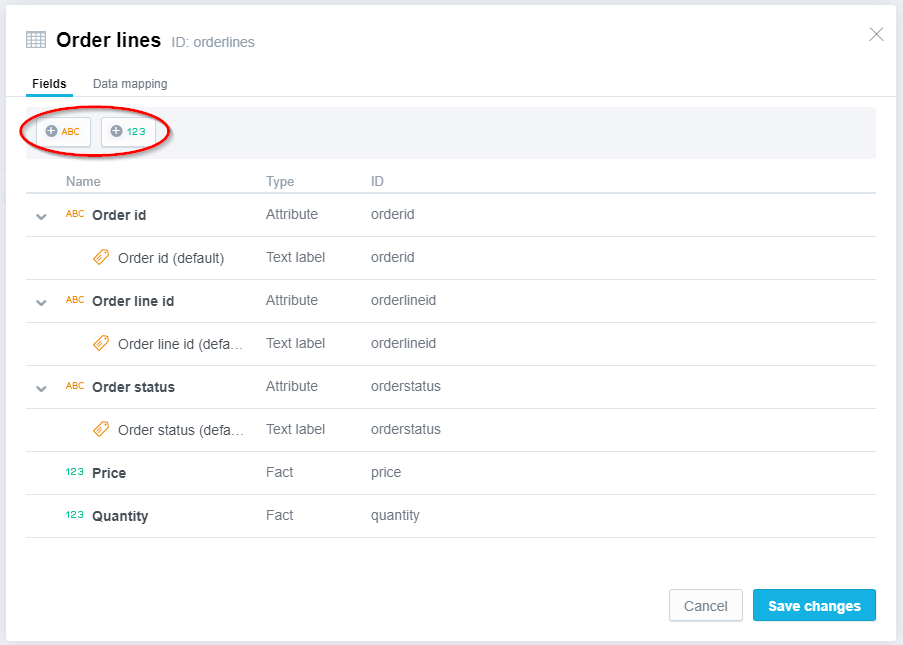 Order lines ID: orderlines
Fields Data mapping
ABC 123
Name Type ID
ABC Order id Attribute orderid
Order id (default) Text label orderid
ABC Order line id Attribute orderlineid
Order line id (defa... Text label orderlineid
ABC Order status Attribute orderstatus
Order status (defa... Text label orderstatus
123 Price Fact price
123 Quantity Fact quantity
Cancel Save changes